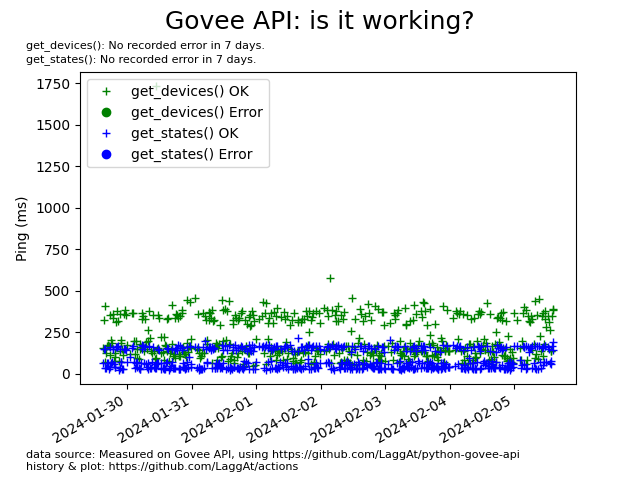 Govee API: is it working?
get_devices(): No recorded error in 7 days.
get_states(): No recorded error in 7 days.
1750
1500
1250
1000
750
500
250
0
Ping (ms)
get_devices() OK
get_devices() Error
get_states() OK
get_states() Error
2024-01-30
2024-01-31
2024-02-01
2024-02-02
2024-02-03
2024-02-04
2024-02-05
data source: Measured on Govee API, using https://github.com/LaggAt/python-govee-api
history & plot: https://github.com/LaggAt/actions